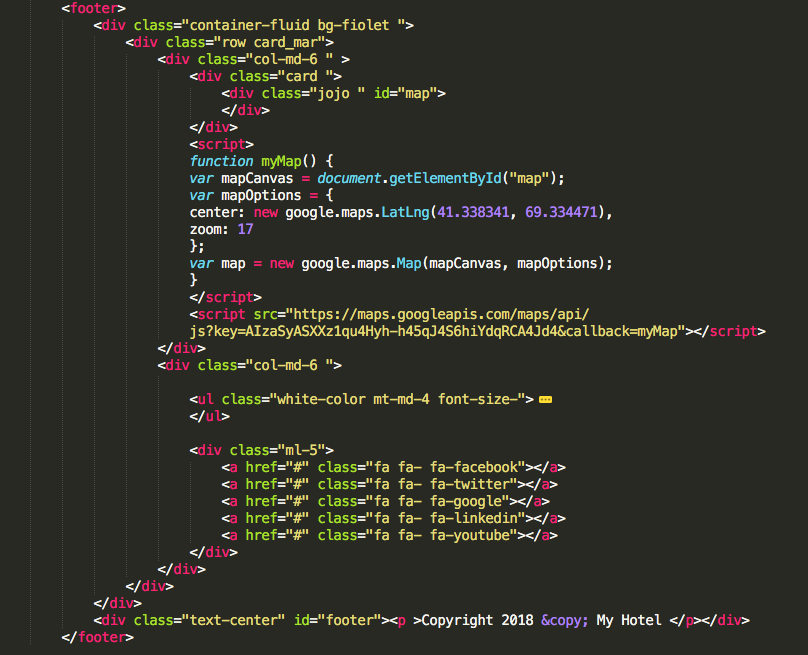 <footer>
<div class="container-fluid bg-fiolet ">
<div class="row card_mar">
<div class="col-md-6 " >
<div class="card ">
<div class="jojo " id="map">
</div>
</div>
<script>
function myMap() {
var mapCanvas = document.getElementById("map");
var mapOptions = {
center: new google.maps.LatLng(41.338341, 69.334471),
zoom: 17
};
var map = new google.maps.Map(mapCanvas, mapOptions);
}
</script>
<script src="https://maps.googleapis.com/maps/api/
js?key=AIzaSyASXXz1qu4Hyh-h45qJ4S6hiYdqRCA4Jd4&callback=myMap"></script>
</div>
<div class="col-md-6 ">
<ul class="white-color mt-md-4 font-size-">
</ul>
<div class="ml-5">
<a href="#" class="fa fa- fa-facebook"></a>
<a href="#" class="fa fa- fa-twitter"></a>
<a href="#" class="fa fa- fa-google"></a>
<a href="#" class="fa fa- fa-linkedin"></a>
<a href="#" class="fa fa- fa-youtube"></a>
</div>
</div>
</div>
</div>
<div class="text-center" id="footer"><p >Copyright 2018 &copy; My Hotel </p></div>
</footer>